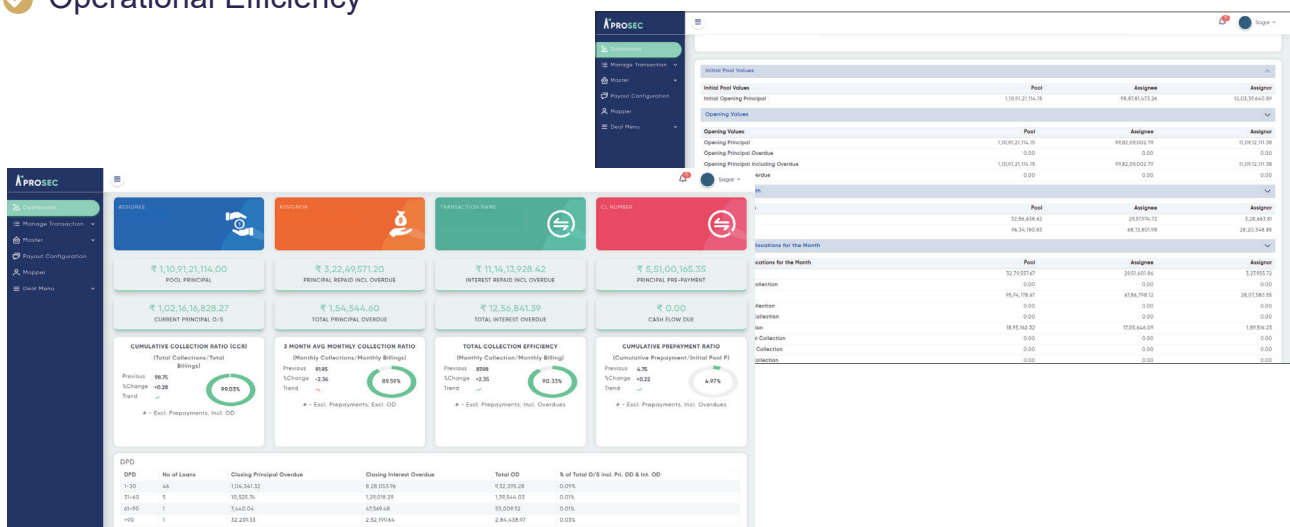 Operational Efficiency
PROSEC
Sagar
Dashboard
Manage Transaction
Master
Payout Configuration
Mapper
Deal Menu
Initial Pool Values
Initial Pool Values Pool Assignee Assignor
Initial Opening Principal 1,10,91,21,114.15 98,87,81,473.26 12,03,39,640.89
Opening Values
Opening Values Pool Assignee Assignor
Opening Principal 1,10,91,21,114.15 99,82,09,002.79 11,09,12,111.38
Opening Principal Overdue 0.00 0.00 0.00
Opening Principal Including Overdue 1,10,91,21,114.15 99,82,09,002.79 11,09,12,111.38
erdue 0.00 0.00 0.00
th
Pool Assignee Assignor
32,86,638.62 29,57,974.72 3,28,663.81
96,34,150.83 68,13,801.98 28,20,348.88
locations for the Month
ocations for the Month Pool Assignee Assignor
32,79,557.67 29,51,601.86 3,27,955.72
ollection 0.00 0.00 0.00
95,94,178.67 67,86,798.12 28,07,380.55
llection 0.00 0.00 0.00
Collection 0.00 0.00 0.00
on 18,95,162.32 17,05,646.09 1,89,516.23
l Collection 0.00 0.00 0.00
Collection 0.00 0.00 0.00
ollection 0.00 0.00 0.00
PROSEC
Sagar
Dashboard
Manage Transaction
Master
Payout Configuration
Mapper
Deal Menu
ASSIGNEE ASSIGNOR TRANSACTION NAME CL NUMBER
₹ 1,10,91,21,114.00 ₹ 3,22,49,571.20 ₹ 11,14,13,928.42 ₹ 5,51,00,165.35
POOL PRINCIPAL PRINCIPAL REPAID INCL OVERDUE INTEREST REPAID INCL OVERDUE PRINCIPAL PRE-PAYMENT
₹ 1,02,16,16,828.27 ₹ 1,54,544.60 ₹ 12,56,841.39 ₹ 0.00
CURRENT PRINCIPAL O/S TOTAL PRINCIPAL OVERDUE TOTAL INTEREST OVERDUE CASH FLOW DUE
CUMULATIVE COLLECTION RATIO (CCR)
(Total Collections/Total
Billings)
Previous 98.75
%Change +0.28
Trend
99.03%
# - Excl. Prepayments, Incl. OD
3 MONTH AVG MONTHLY COLLECTION RATIO
(Monthly Collections/Monthly Billings)
Previous 91.95
%Change -2.36
Trend
89.59%
# - Excl. Prepayments, Excl. OD
TOTAL COLLECTION EFFICIENCY
(Monthly Collection/Monthly Billing)
Previous 87.98
%Change +2.35
Trend
90.33%
# - Excl. Prepayments, Incl. Overdues
CUMULATIVE PREPAYMENT RATIO
(Cumulative Prepayment/Initial Pool P)
Previous 4.75
%Change +0.22
Trend
4.97%
# - Excl. Prepayments, Incl. Overdues
DPD
DPD No of Loans Closing Principal Overdue Closing Interest Overdue Total OD % of Total O/S incl. Pri. OD & Int. OD
1-30 46 1,04,341.32 8,28,053.96 9,32,395.28 0.09%
31-60 5 10,525.74 1,29,018.29 1,39,544.03 0.01%
61-90 1 7,440.04 47,569.48 55,009.52 0.01%
>90 1 32,239.33 2,52,199.64 2,84,438.97 0.03%